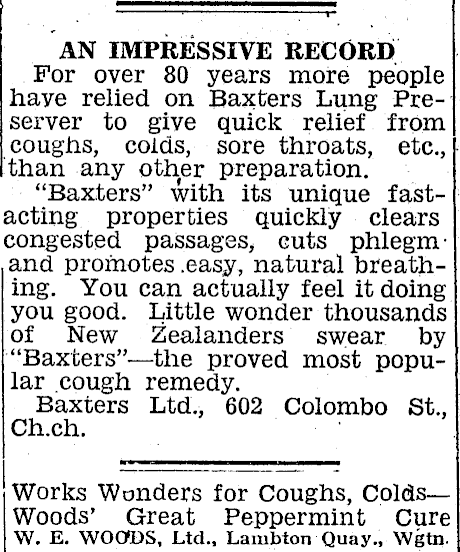 AN IMPRESSIVE RECORD
For over 80 years more people
have relied on Baxters Lung Pre-
server to give quick relief from
coughs, colds, sore throats, etc.,
than any other preparation.
"Baxters" with its unique fast-
acting properties quickly clears
congested passages, cuts phlegm
and promotes easy, natural breath-
ing. You can actually feel it doing
you good. Little wonder thousands
of New Zealanders swear by
"Baxters"—the proved most popu-
lar cough remedy.
Baxters Ltd., 602 Colombo St.,
Ch.ch.
Works Wonders for Coughs, Colds—
Woods' Great Peppermint Cure
W. E. WOODS, Ltd., Lambton Quay., Wgtn.